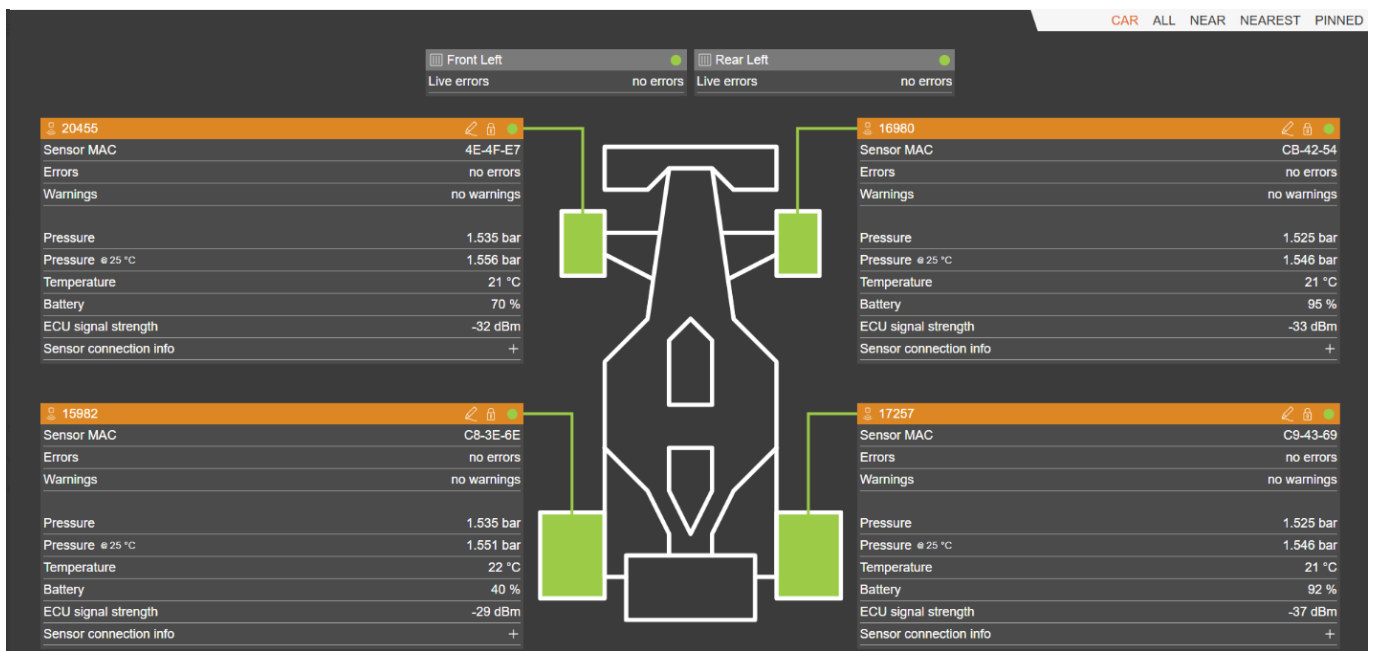 CAR ALL NEAR NEAREST PINNED
Front Left
Live errors no errors
Rear Left
Live errors no errors
20455
Sensor MAC 4E-4F-E7
Errors no errors
Warnings no warnings
Pressure 1.535 bar
Pressure @ 25 °C 1.556 bar
Temperature 21 °C
Battery 70 %
ECU signal strength -32 dBm
Sensor connection info +
16980
Sensor MAC CB-42-54
Errors no errors
Warnings no warnings
Pressure 1.525 bar
Pressure @ 25 °C 1.546 bar
Temperature 21 °C
Battery 95 %
ECU signal strength -33 dBm
Sensor connection info +
15982
Sensor MAC C8-3E-6E
Errors no errors
Warnings no warnings
Pressure 1.535 bar
Pressure @ 25 °C 1.551 bar
Temperature 22 °C
Battery 40 %
ECU signal strength -29 dBm
Sensor connection info +
17257
Sensor MAC C9-43-69
Errors no errors
Warnings no warnings
Pressure 1.525 bar
Pressure @ 25 °C 1.546 bar
Temperature 21 °C
Battery 92 %
ECU signal strength -37 dBm
Sensor connection info +